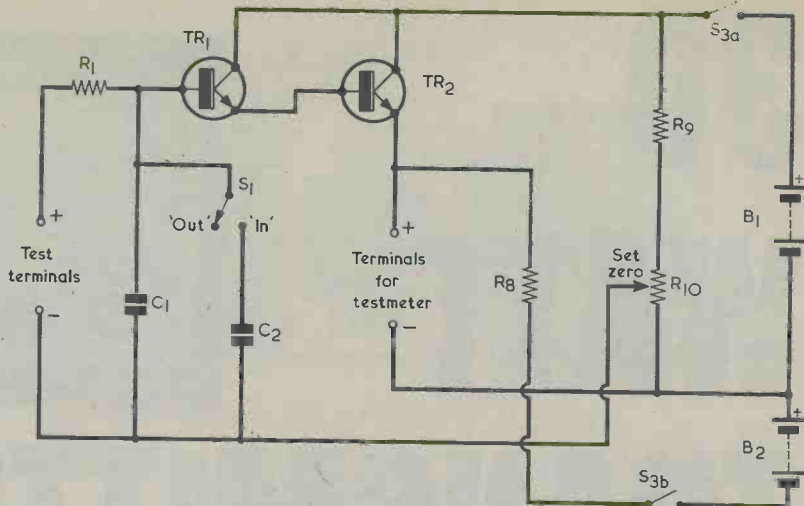 TR1
S3a
R1
TR2
R9
+
S1
B1
+
'Out'
'In'
+
Test
terminals
Terminals
for
testmeter
Set
zero
R8
R10
−
C1
C2
−
+
B2
S3b